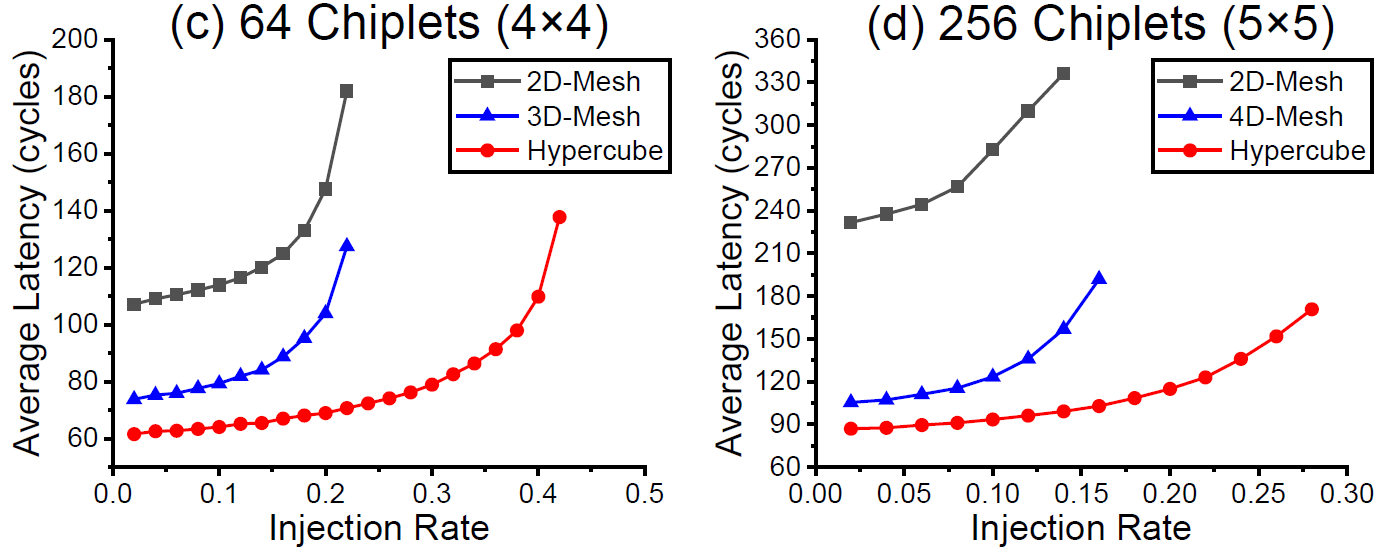 (c) 64 Chiplets (4×4)
Average Latency (cycles)
200
180
160
140
120
100
80
60
2D-Mesh
3D-Mesh
Hypercube
0.0 0.1 0.2 0.3 0.4 0.5
Injection Rate
(d) 256 Chiplets (5×5)
Average Latency (cycles)
360
330
300
270
240
210
180
150
120
90
60
2D-Mesh
4D-Mesh
Hypercube
0.00 0.05 0.10 0.15 0.20 0.25 0.30
Injection Rate